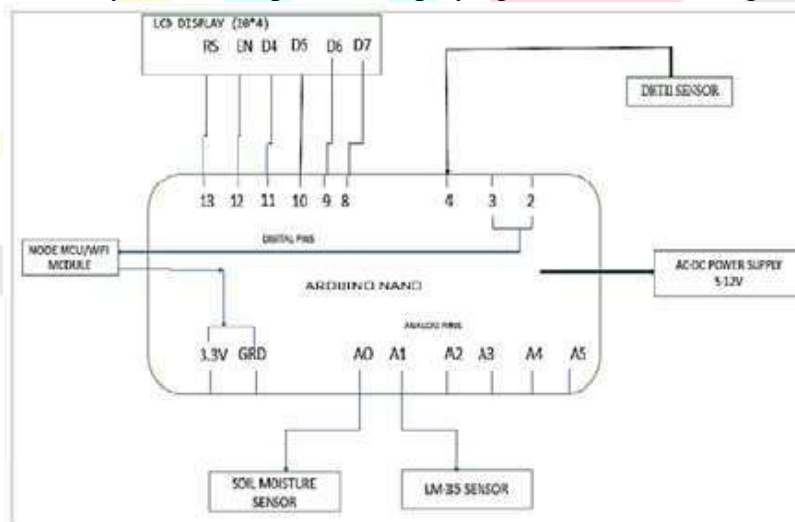 LCD DISPLAY (20*4)
RS EN D4 D5 D6 D7
DHT11 SENSOR
13 12 11 10 9 8 4 3 2
DIGITAL PINS
NODE MCU/WIFI
MODULE
AC-DC POWER SUPPLY
5-12V
ARDUINO NANO
ANALOG PINS
3.3V GRD A0 A1 A2 A3 A4 A5
SOIL MOISTURE
SENSOR
LM-35 SENSOR